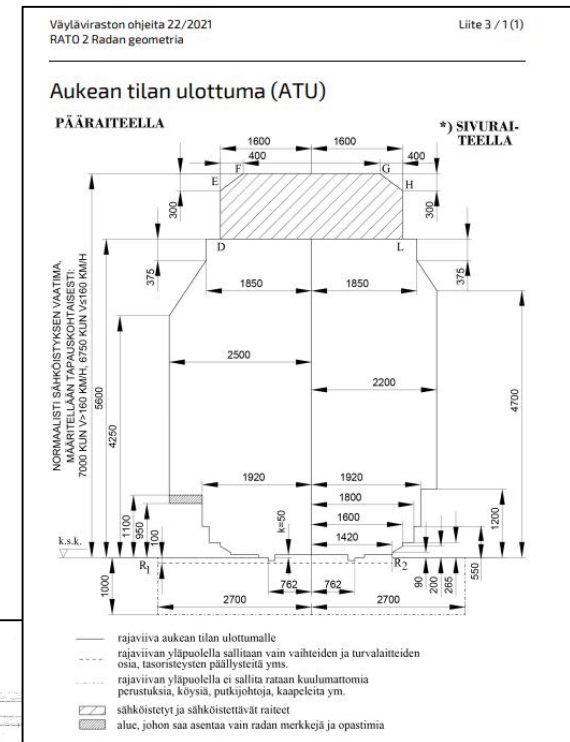 Väyläviraston ohjeita 22/2021
Liite 3 / 1 (1)
RATO 2 Radan geometria
Aukean tilan ulottuma (ATU)
PÄÄRAITEELLA
*) SIVURAI-
TEELLA
1600
1600
400
400
F
G
E
H
300
300
D
L
375
375
1850
1850
2500
2200
NORMAALISTI SÄHKÖISTYKSEN VAATIMA,
MÄÄRITELLÄÄN TAPAUSKOHTAISESTI:
7000 KUN V>160 KM/H, 6750 KUN V≤160 KM/H
5600
4250
4700
1920
1920
1800
1600
1420
k=50
1100
950
100
k.s.k.
R1
R2
1000
762
762
90
200
265
550
1200
2700
2700
rajaviiva aukean tilan ulottumalle
rajaviivan yläpuolella sallitaan vain vaihteiden ja turvalaitteiden
osia, tasoristeysten päällysteitä yms.
rajaviivan yläpuolella ei sallita rataan kuulumattomia
perustuksia, köysiä, putkijohtoja, kaapeleita ym.
sähköistetyt ja sähköistettävät raiteet
alue, johon saa asentaa vain radan merkkejä ja opastimia